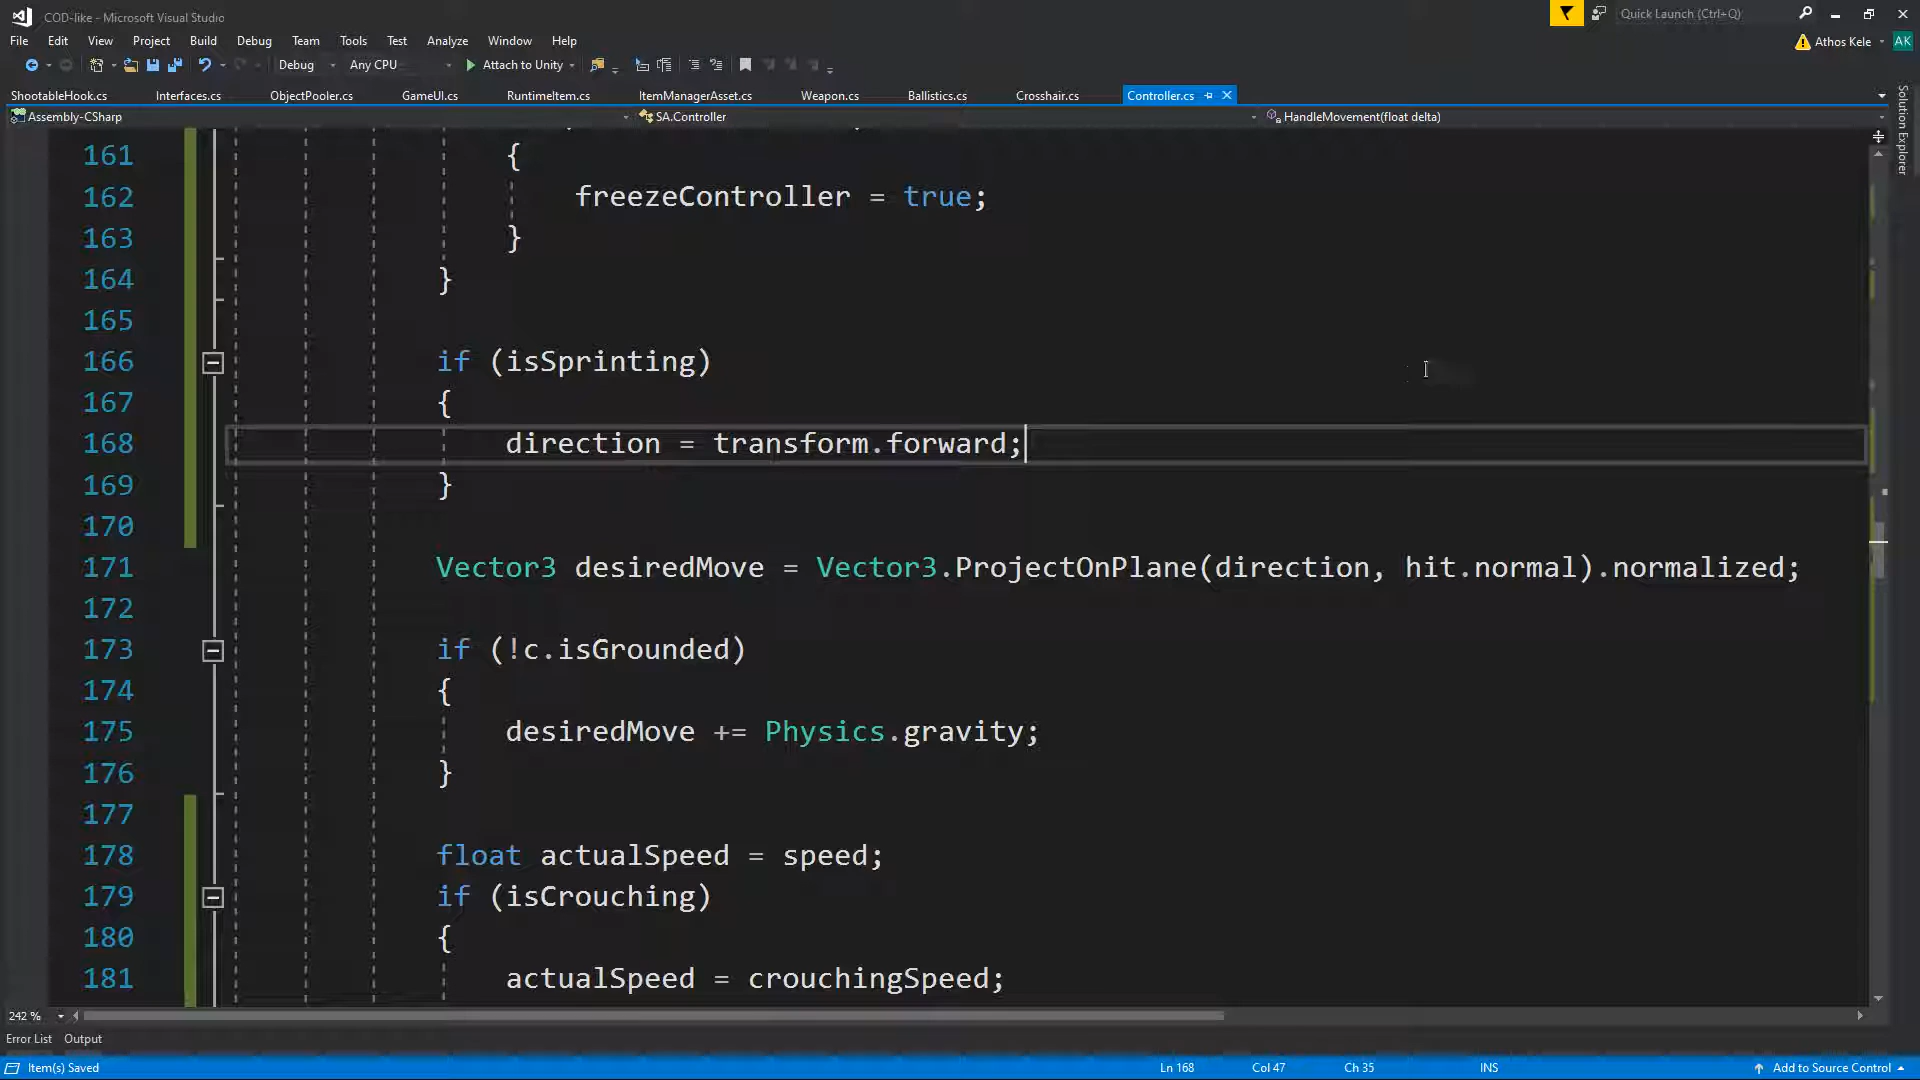 COD-like - Microsoft Visual Studio
Quick Launch (Ctrl+Q)
File Edit View Project Build Debug Team Tools Test Analyze Window Help
Athos Kele AK
Debug Any CPU Attach to Unity
ShootableHook.cs Interfaces.cs ObjectPooler.cs GameUI.cs RuntimeItem.cs ItemManagerAsset.cs Weapon.cs Ballistics.cs Crosshair.cs Controller.cs
Assembly-CSharp SA.Controller HandleMovement(float delta)
Solution Explorer
161 {
162 freezeController = true;
163 }
164 }
165
166 if (isSprinting)
167 {
168 direction = transform.forward;
169 }
170
171 Vector3 desiredMove = Vector3.ProjectOnPlane(direction, hit.normal).normalized;
172
173 if (!c.isGrounded)
174 {
175 desiredMove += Physics.gravity;
176 }
177
178 float actualSpeed = speed;
179 if (isCrouching)
180 {
181 actualSpeed = crouchingSpeed;
242 %
Error List Output
Item(s) Saved Ln 168 Col 47 Ch 35 INS Add to Source Control